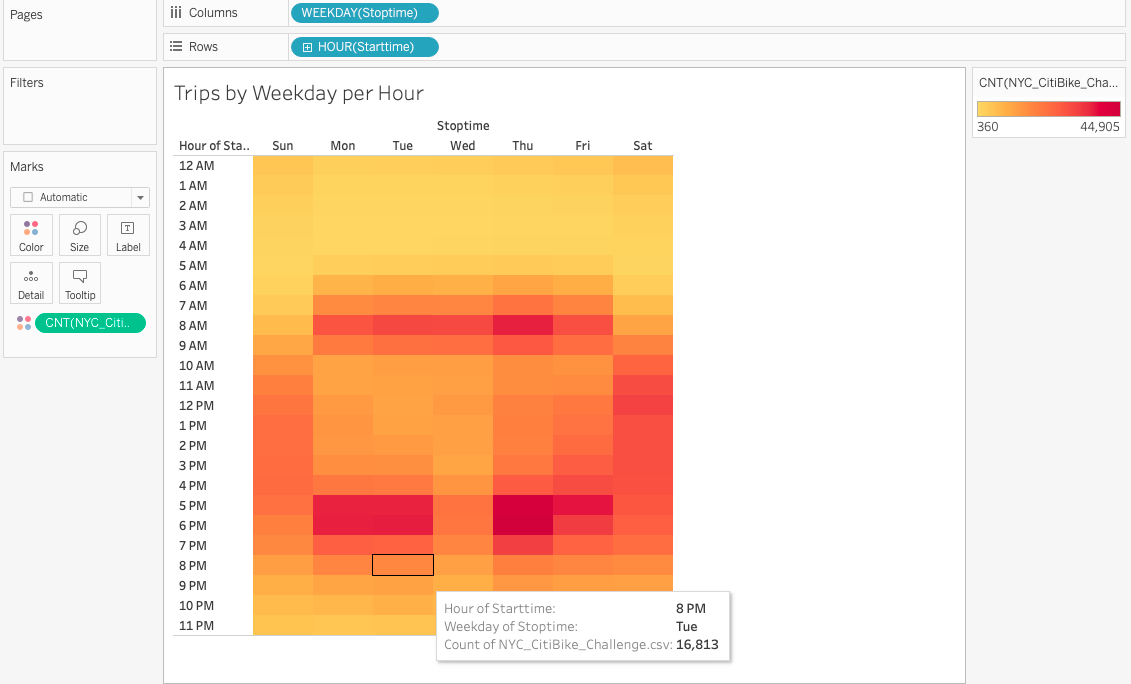 Pages
Columns
WEEKDAY(Stoptime)
Rows
HOUR(Starttime)
Filters
Marks
Automatic
Color
Size
Label
Detail
Tooltip
CNT(NYC_Citi..
Trips by Weekday per Hour
Stoptime
Hour of Sta.. Sun Mon Tue Wed Thu Fri Sat
12 AM
1 AM
2 AM
3 AM
4 AM
5 AM
6 AM
7 AM
8 AM
9 AM
10 AM
11 AM
12 PM
1 PM
2 PM
3 PM
4 PM
5 PM
6 PM
7 PM
8 PM
9 PM
10 PM
11 PM
Hour of Starttime: 8 PM
Weekday of Stoptime: Tue
Count of NYC_CitiBike_Challenge.csv: 16,813
CNT(NYC_CitiBike_Cha...
360 44,905